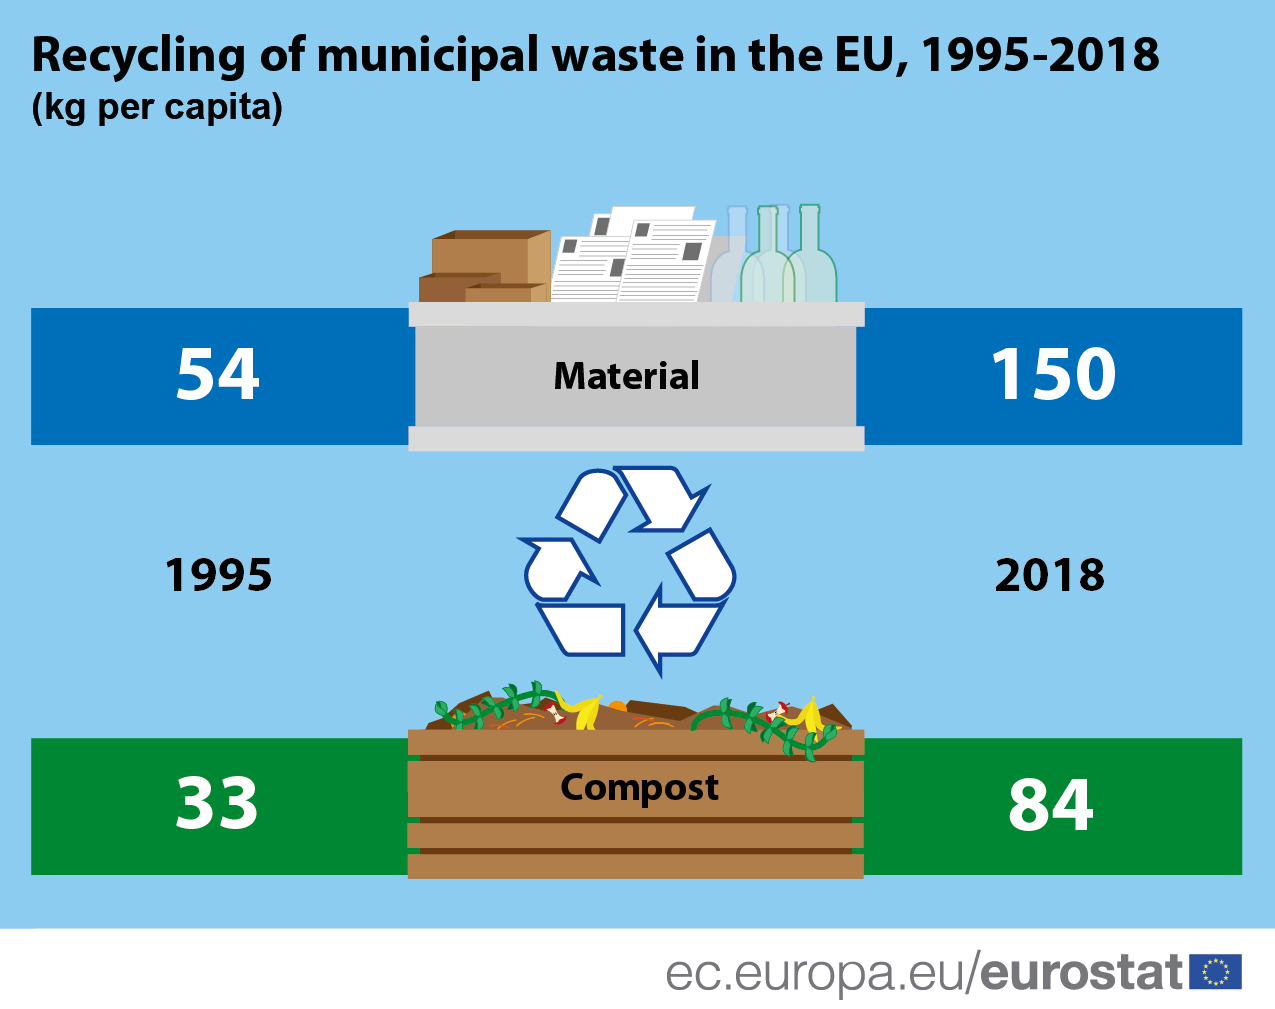 Recycling of municipal waste in the EU, 1995-2018
(kg per capita)
54 Material 150
1995 2018
33 Compost 84
ec.europa.eu/eurostat